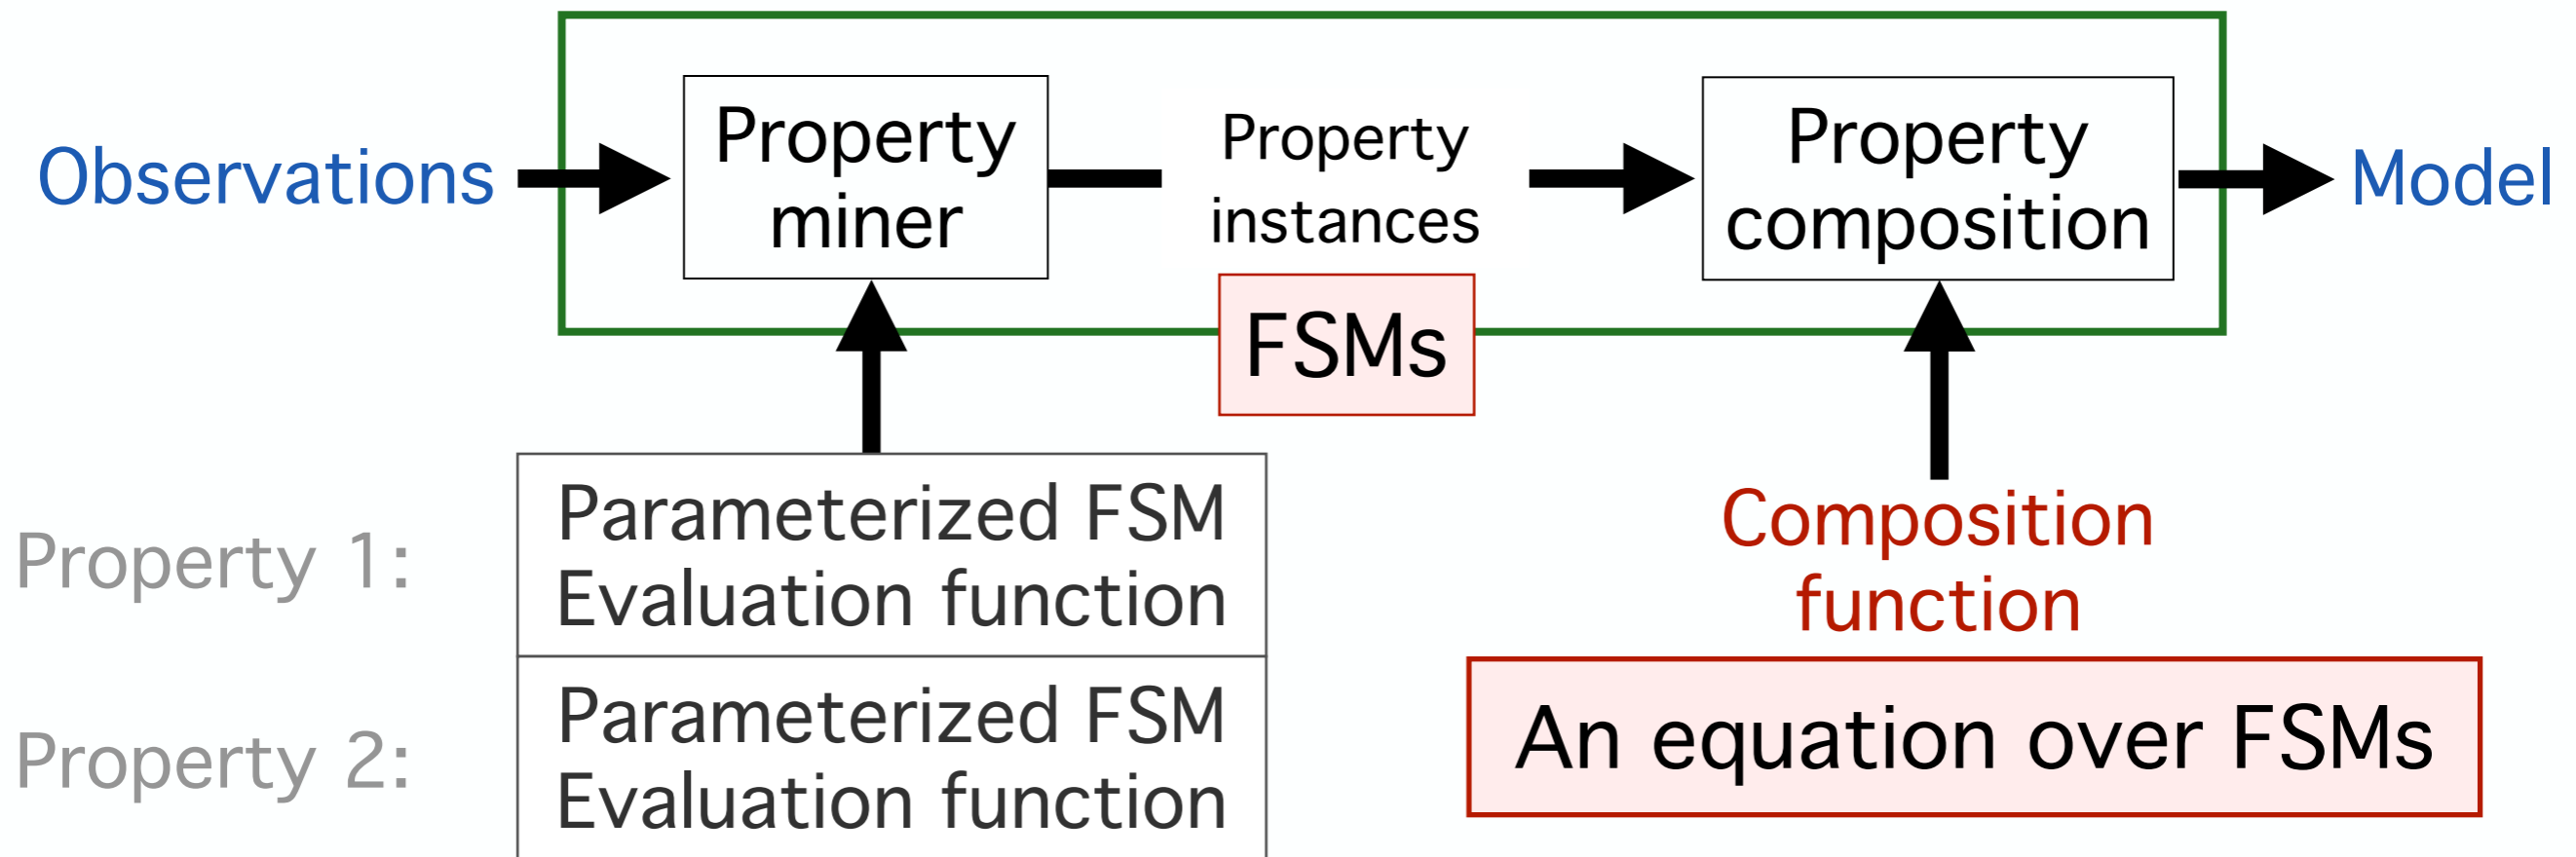 Observations
Property
miner
Property
instances
Property
composition
Model
FSMs
Property 1:
Parameterized FSM
Evaluation function
Property 2:
Parameterized FSM
Evaluation function
Composition
function
An equation over FSMs